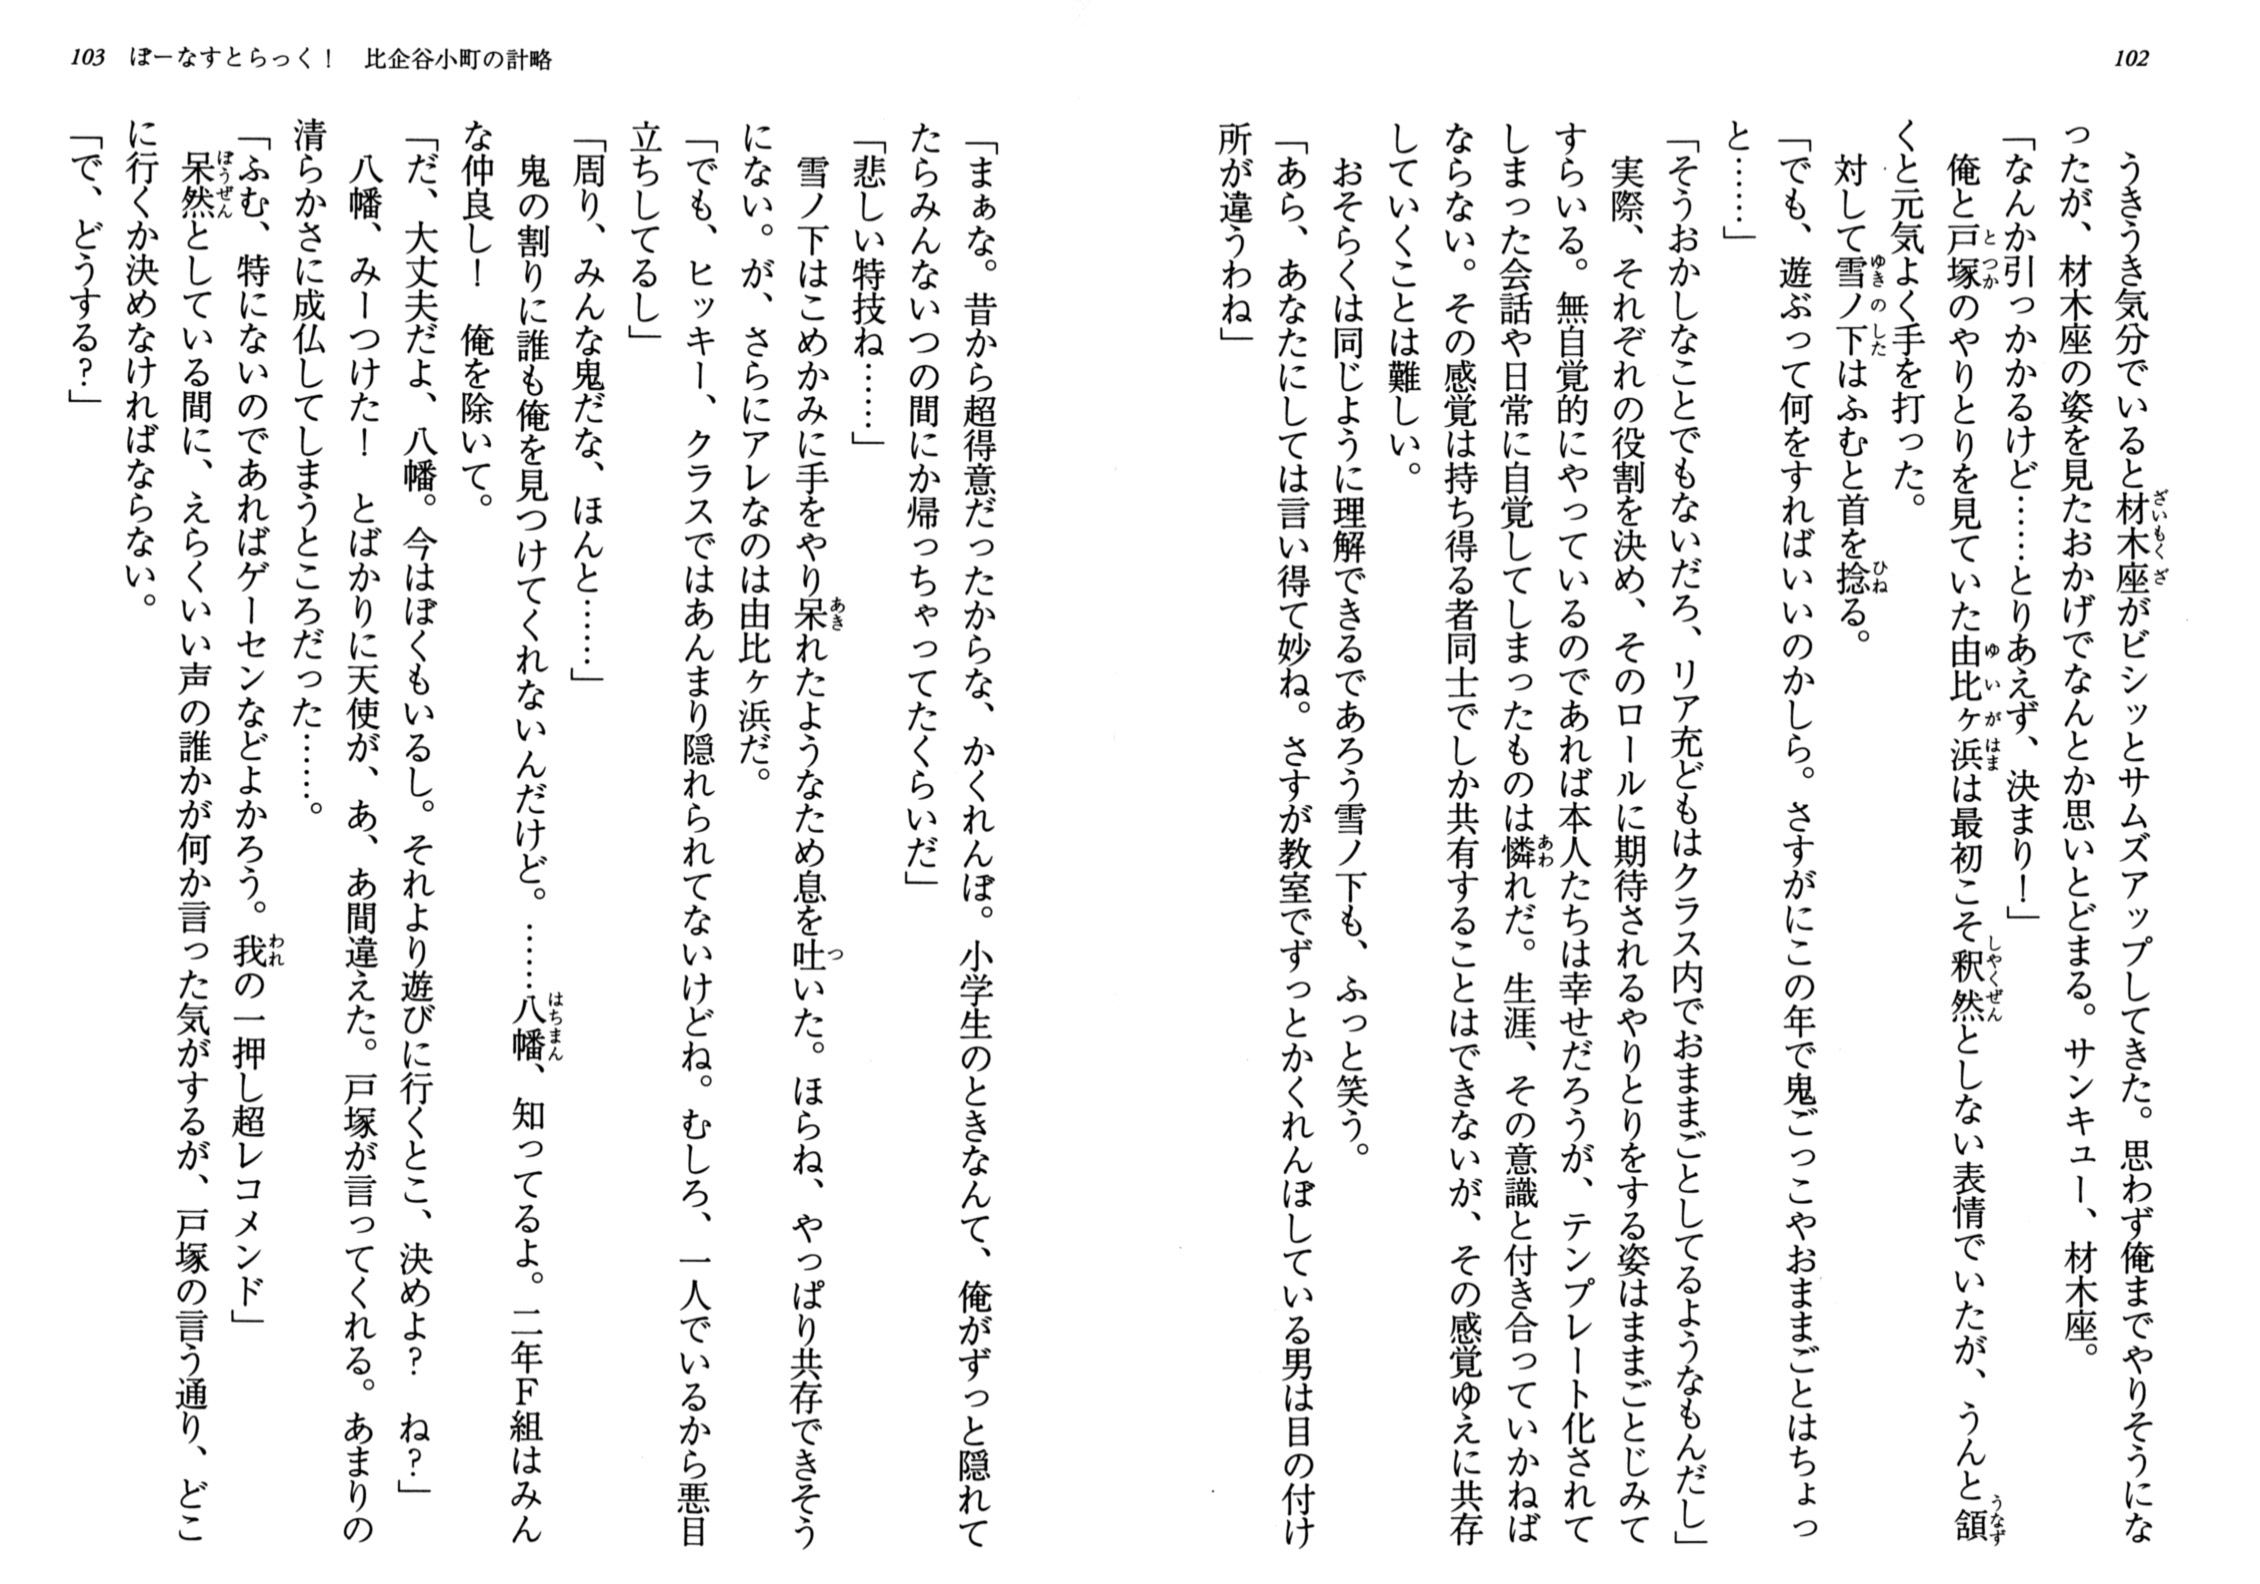 102
うきうき気分でいると材木座がビシッとサムズアップしてきた。思わず俺までやりそうにな
ったが、材木座の姿を見たおかげでなんとか思いとどまる。サンキュー、材木座。
「なんか引っかかるけど……とりあえず、決まり！」
俺と戸塚のやりとりを見ていた由比ヶ浜は最初こそ釈然としない表情でいたが、うんと頷
くと元気よく手を打った。
対して雪ノ下はふむと首を捻る。
「でも、遊ぶって何をすればいいのかしら。さすがにこの年で鬼ごっこやおままごとはちょっ
と……」
「そうおかしなことでもないだろ、リア充どもはクラス内でおままごとしてるようなもんだし」
実際、それぞれの役割を決め、そのロールに期待されるやりとりをする姿はままごとじみて
すらいる。無自覚的にやっているのであれば本人たちは幸せだろうが、テンプレート化されて
しまった会話や日常に自覚してしまったものは憐れだ。生涯、その意識と付き合っていかねば
ならない。その感覚は持ち得る者同士でしか共有することはできないが、その感覚ゆえに共存
していくことは難しい。
おそらくは同じように理解できるであろう雪ノ下も、ふっと笑う。
「あら、あなたにしては言い得て妙ね。さすが教室でずっとかくれんぼしている男は目の付け
所が違うわね」
103 ぼーなすとらっく！　比企谷小町の計略
「まぁな。昔から超得意だったからな、かくれんぼ。小学生のときなんて、俺がずっと隠れて
たらみんないつの間にか帰っちゃってたくらいだ」
「悲しい特技ね……」
雪ノ下はこめかみに手をやり呆れたようなため息を吐いた。ほらね、やっぱり共存できそう
にない。が、さらにアレなのは由比ヶ浜だ。
「でも、ヒッキー、クラスではあんまり隠れられてないけどね。むしろ、一人でいるから悪目
立ちしてるし」
「周り、みんな鬼だな、ほんと……」
鬼の割りに誰も俺を見つけてくれないんだけど。……八幡、知ってるよ。二年Ｆ組はみん
な仲良し！　俺を除いて。
「だ、大丈夫だよ、八幡。今はぼくもいるし。それより遊びに行くとこ、決めよ？　ね？」
八幡、みーつけた！　とばかりに天使が、あ、あ間違えた。戸塚が言ってくれる。あまりの
清らかさに成仏してしまうところだった……。
「ふむ、特にないのであればゲーセンなどよかろう。我の一押し超レコメンド」
呆然としている間に、えらくいい声の誰かが何か言った気がするが、戸塚の言う通り、どこ
に行くか決めなければならない。
「で、どうする？」